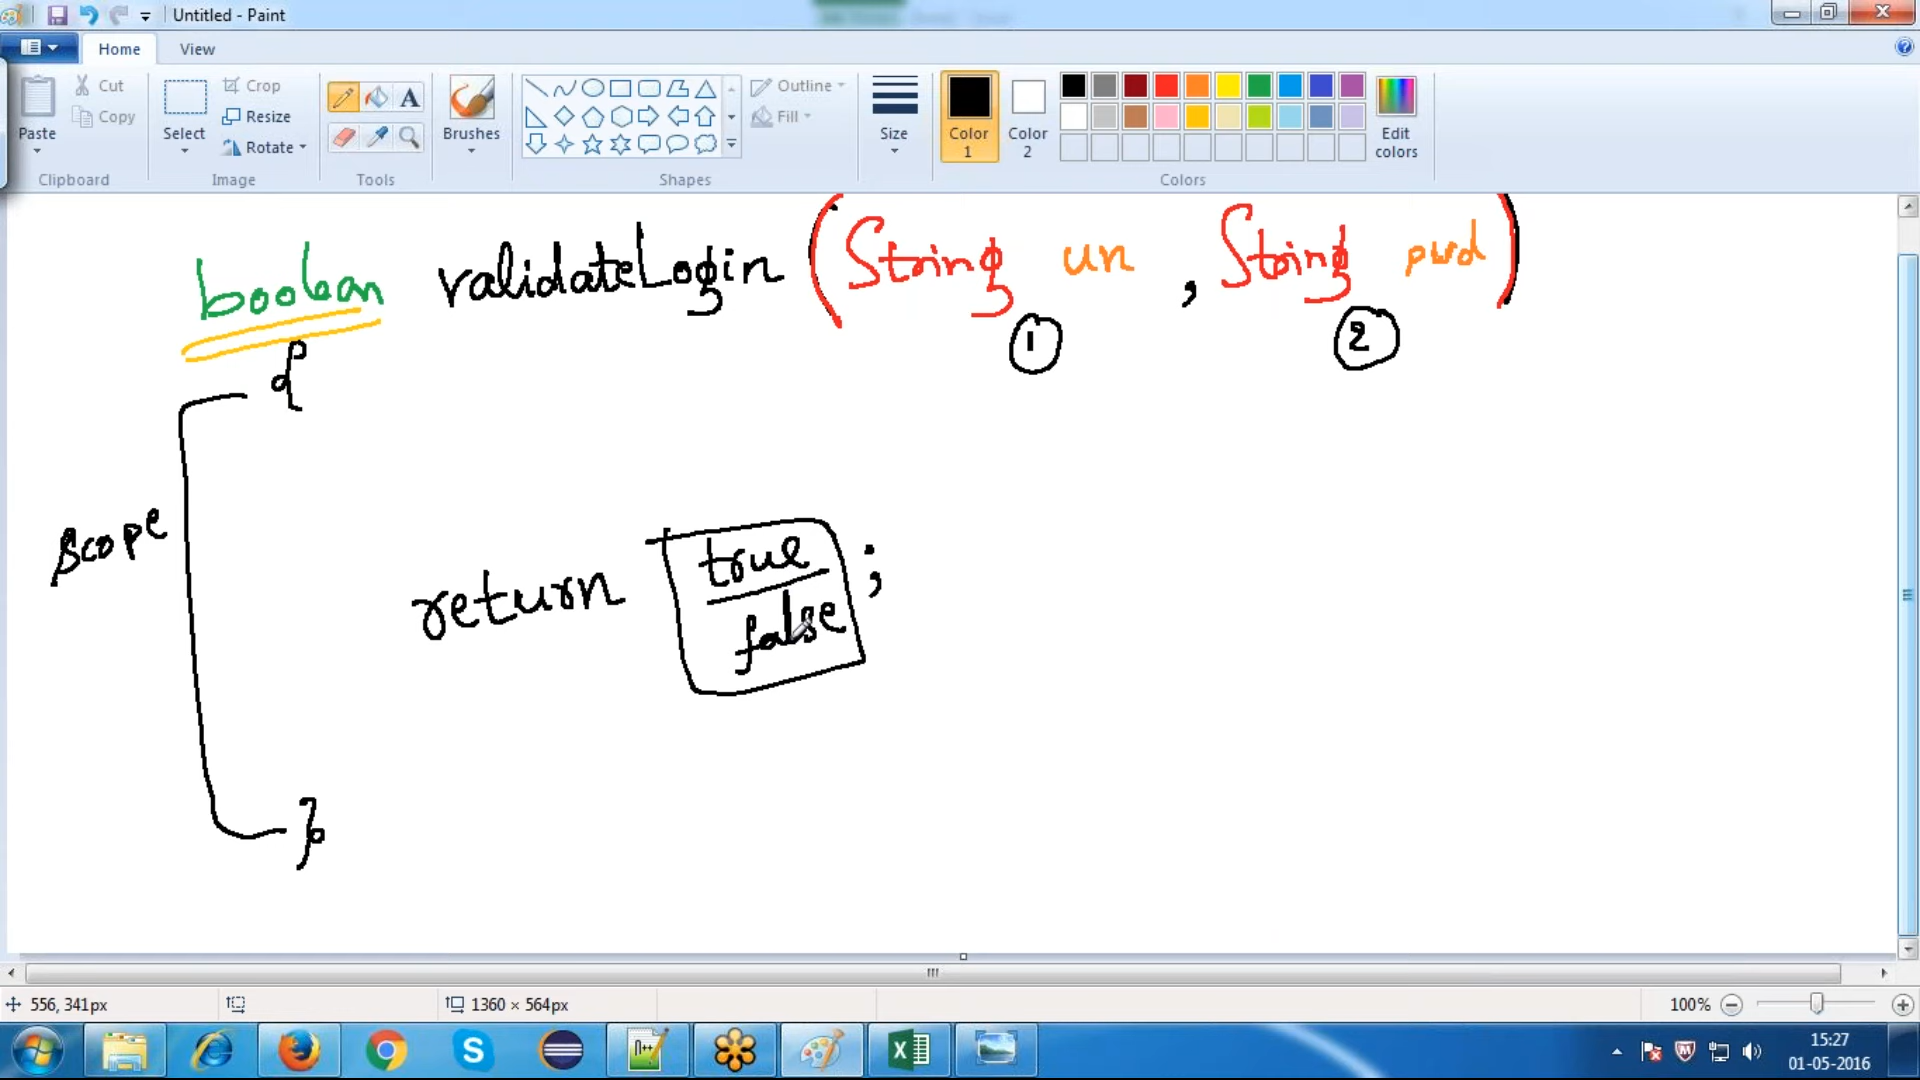 Untitled - Paint
Home View
Cut
Copy
Paste
Clipboard
Crop
Resize
Rotate
Select
Image
Tools
Brushes
Shapes
Outline
Fill
Size
Color 1
Color 2
Edit colors
Colors
boolean validateLogin (String un , String pwd)
1 2
{
scope
return true ;
false
}
556, 341px
1360 × 564px
100%
15:27
01-05-2016